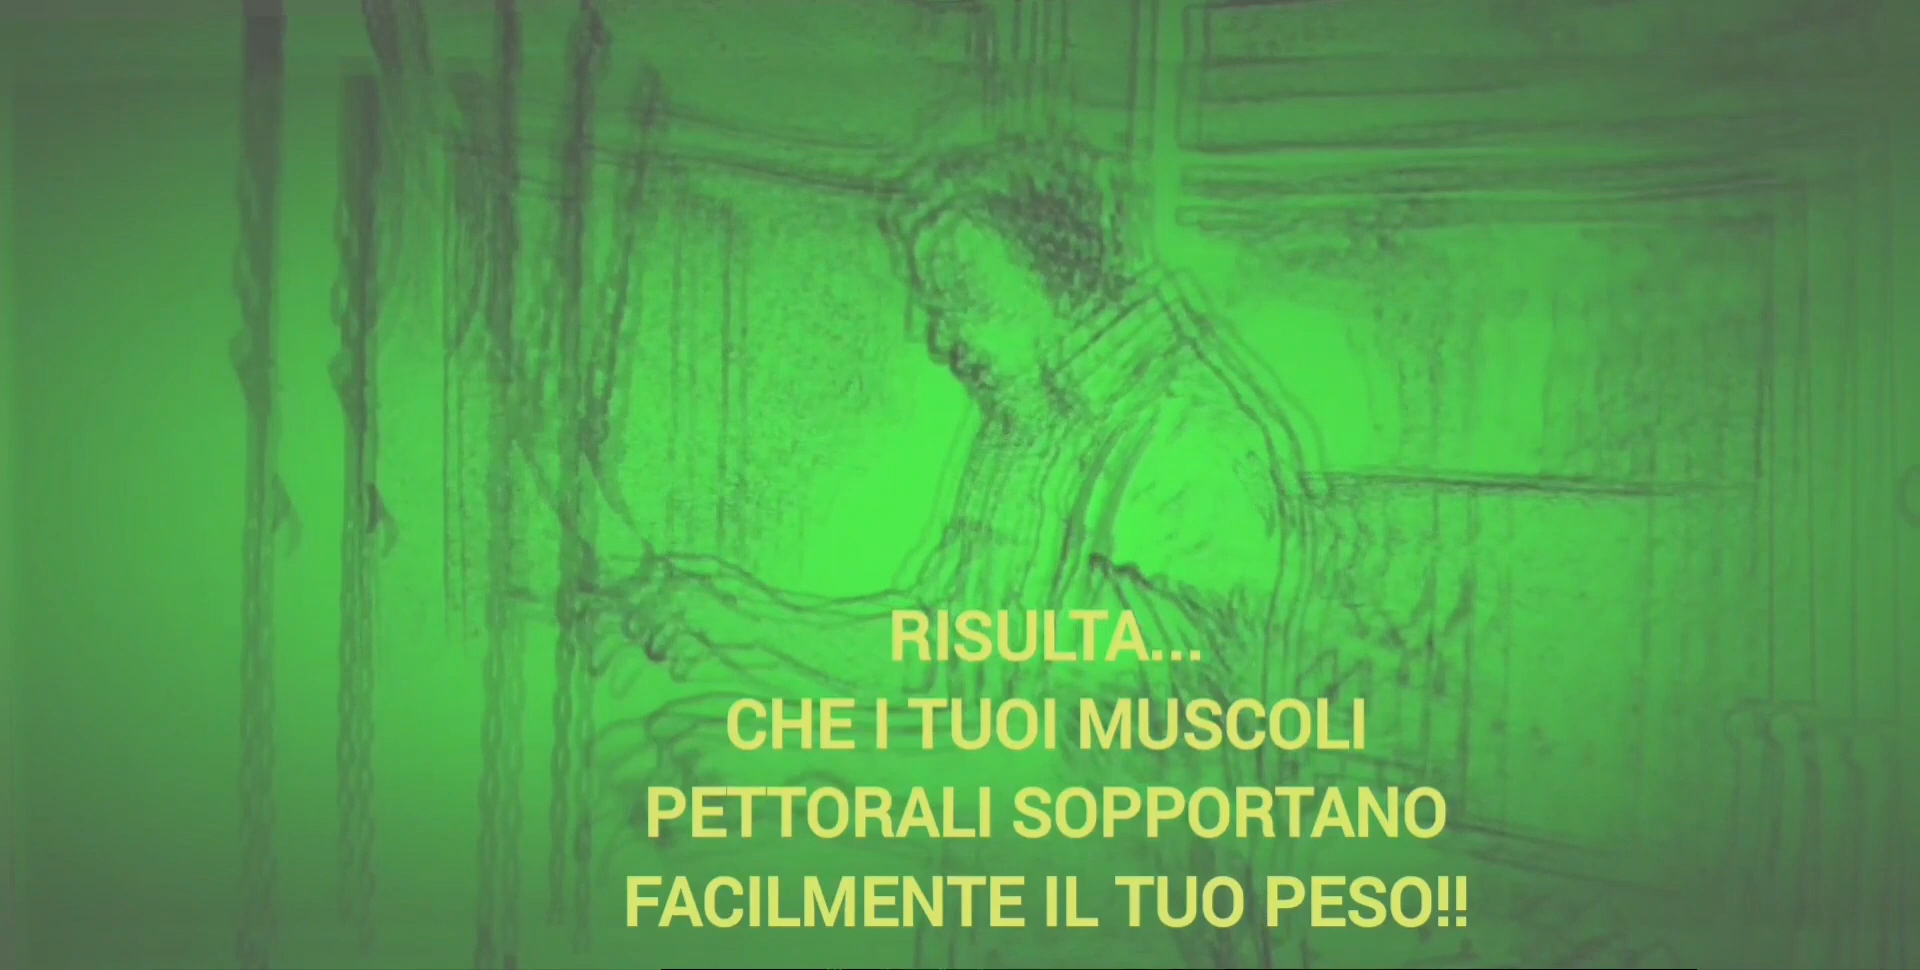 RISULTA...
CHE I TUOI MUSCOLI
PETTORALI SOPPORTANO
FACILMENTE IL TUO PESO!!